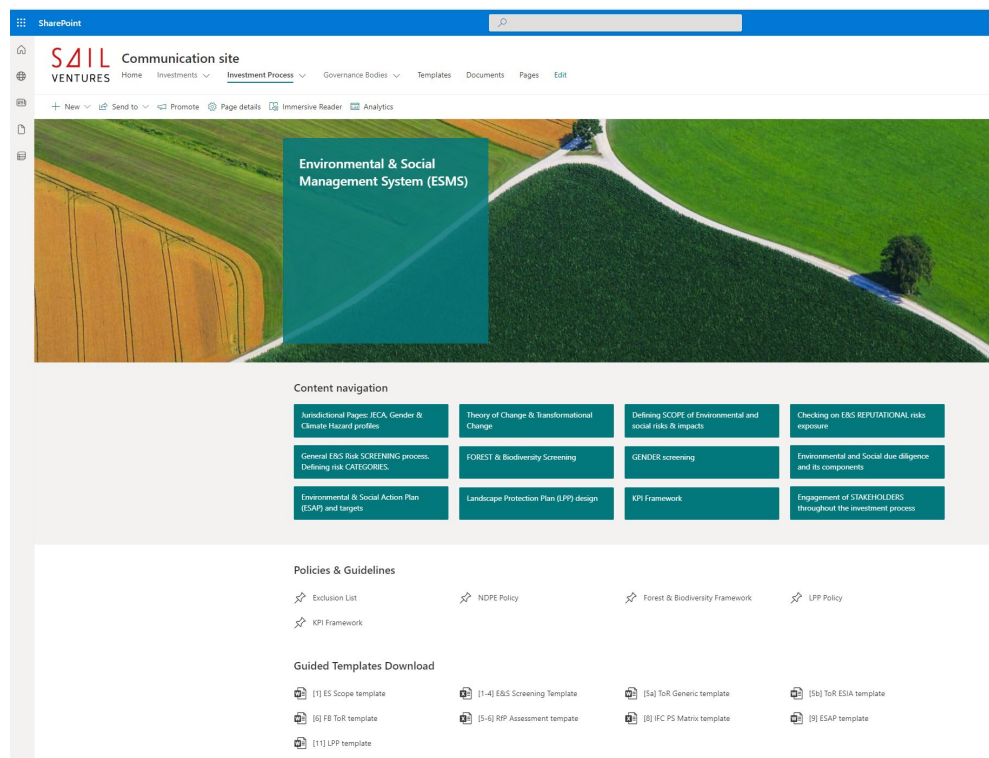 SharePoint
SAIL
VENTURES
Communication site
Home Investments Investment Process Governance Bodies Templates Documents Pages Edit
New Send to Promote Page details Immersive Reader Analytics
Environmental & Social
Management System (ESMS)
Content navigation
Jurisdictional Pages: JECA, Gender &
Climate Hazard profiles
Theory of Change & Transformational
Change
Defining SCOPE of Environmental and
social risks & impacts
Checking on E&S REPUTATIONAL risks
exposure
General E&S Risk SCREENING process.
Defining risk CATEGORIES.
FOREST & Biodiversity Screening
GENDER screening
Environmental and Social due diligence
and its components
Environmental & Social Action Plan
(ESAP) and targets
Landscape Protection Plan (LPP) design
KPI Framework
Engagement of STAKEHOLDERS
throughout the investment process
Policies & Guidelines
Exclusion List
NDPE Policy
Forest & Biodiversity Framework
LPP Policy
KPI Framework
Guided Templates Download
[1] ES Scope template
[1-4] E&S Screening Template
[5a] ToR Generic template
[5b] ToR ESIA template
[6] FB ToR template
[5-6] RfP Assessment tempate
[8] IFC PS Matrix template
[9] ESAP template
[11] LPP template